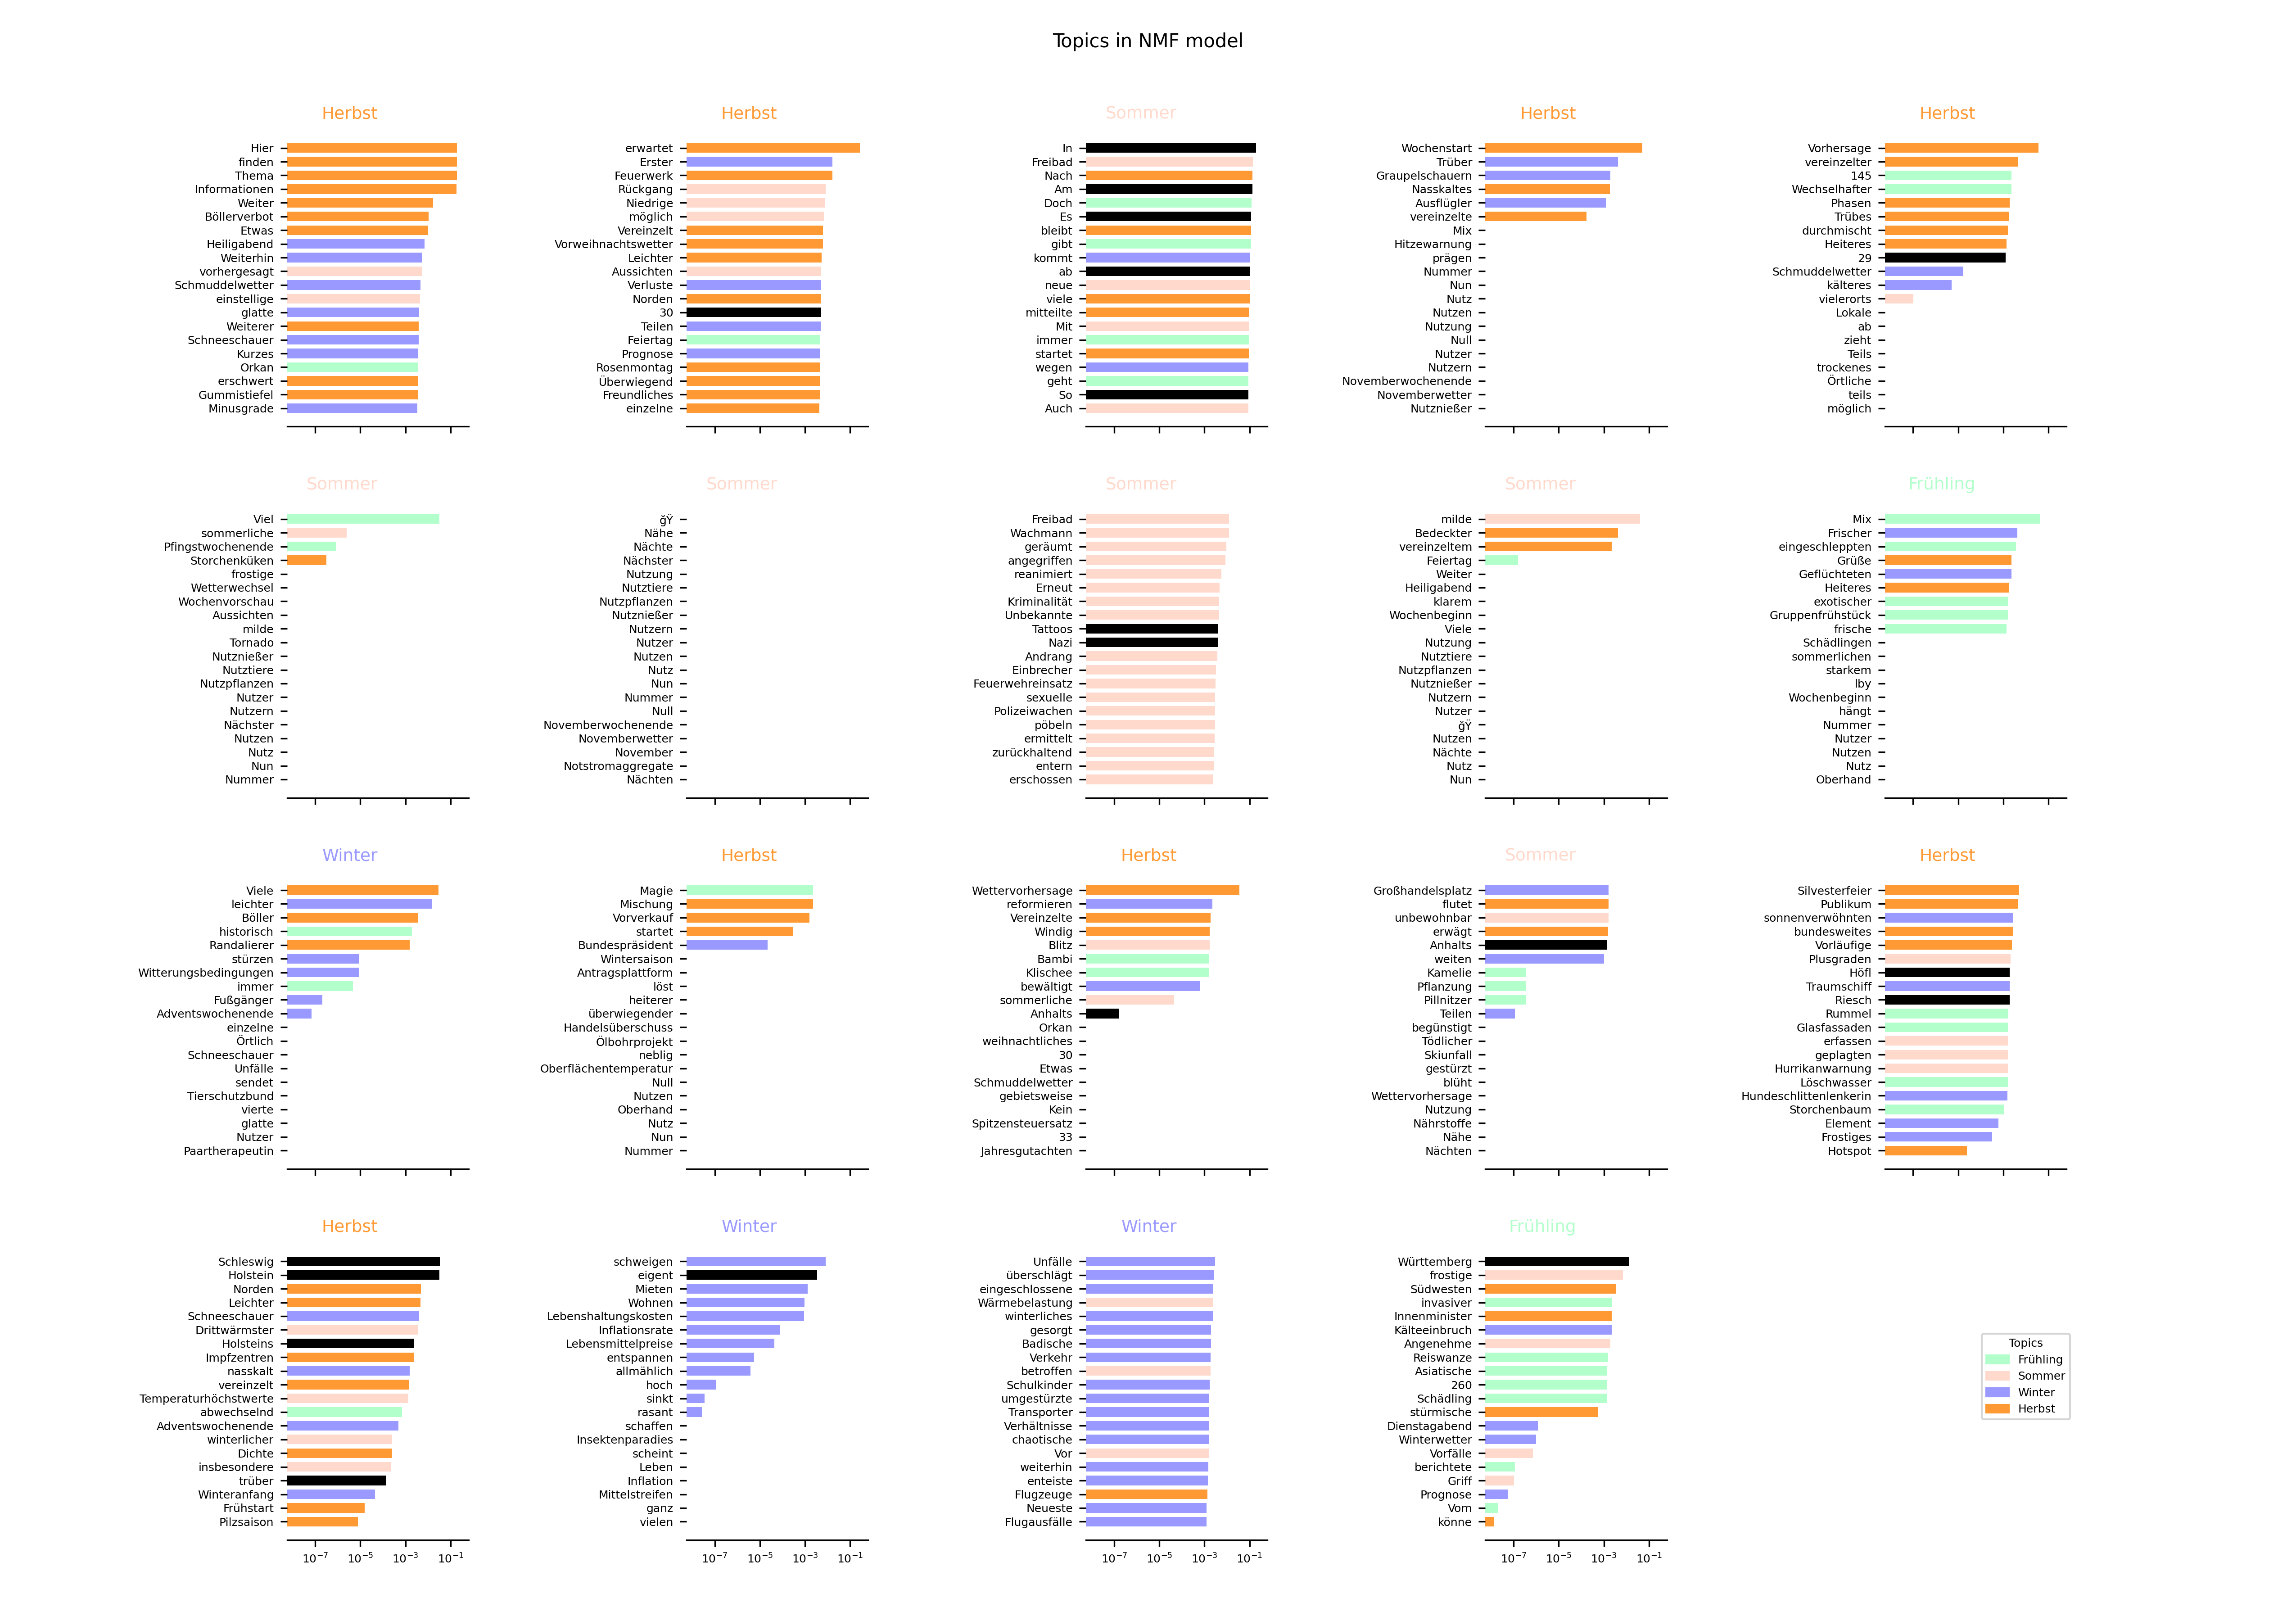 Topics in NMF model
Herbst
Hier
finden
Thema
Informationen
Weiter
Böllerverbot
Etwas
Heiligabend
Weiterhin
vorhergesagt
Schmuddelwetter
einstellige
glatte
Weiterer
Schneeschauer
Kurzes
Orkan
erschwert
Gummistiefel
Minusgrade
Herbst
erwartet
Erster
Feuerwerk
Rückgang
Niedrige
möglich
Vereinzelt
Vorweihnachtswetter
Leichter
Aussichten
Verluste
Norden
30
Teilen
Feiertag
Prognose
Rosenmontag
Überwiegend
Freundliches
einzelne
Sommer
In
Freibad
Nach
Am
Doch
Es
bleibt
gibt
kommt
ab
neue
viele
mitteilte
Mit
immer
startet
wegen
geht
So
Auch
Herbst
Wochenstart
Trüber
Graupelschauern
Nasskaltes
Ausflügler
vereinzelte
Mix
Hitzewarnung
prägen
Nummer
Nun
Nutz
Nutzen
Nutzung
Null
Nutzer
Nutzern
Novemberwochenende
Novemberwetter
Nutznießer
Herbst
Vorhersage
vereinzelter
145
Wechselhafter
Phasen
Trübes
durchmischt
Heiteres
29
Schmuddelwetter
kälteres
vielerorts
Lokale
ab
zieht
Teils
trockenes
Örtliche
teils
möglich
Sommer
Viel
sommerliche
Pfingstwochenende
Storchenküken
frostige
Wetterwechsel
Wochenvorschau
Aussichten
milde
Tornado
Nutznießer
Nutztiere
Nutzpflanzen
Nutzer
Nutzern
Nächster
Nutzen
Nutz
Nun
Nummer
Sommer
ğŸ
Nähe
Nächte
Nächster
Nutzung
Nutztiere
Nutzpflanzen
Nutznießer
Nutzern
Nutzer
Nutzen
Nutz
Nun
Nummer
Null
Novemberwochenende
Novemberwetter
November
Notstromaggregate
Nächten
Sommer
Freibad
Wachmann
geräumt
angegriffen
reanimiert
Erneut
Kriminalität
Unbekannte
Tattoos
Nazi
Andrang
Einbrecher
Feuerwehreinsatz
sexuelle
Polizeiwachen
pöbeln
ermittelt
zurückhaltend
entern
erschossen
Sommer
milde
Bedeckter
vereinzeltem
Feiertag
Weiter
Heiligabend
klarem
Wochenbeginn
Viele
Nutzung
Nutztiere
Nutzpflanzen
Nutznießer
Nutzern
Nutzer
ğŸ
Nutzen
Nächte
Nutz
Nun
Frühling
Mix
Frischer
eingeschleppten
Grüße
Geflüchteten
Heiteres
exotischer
Gruppenfrühstück
frische
Schädlingen
sommerlichen
starkem
lby
Wochenbeginn
hängt
Nummer
Nutzer
Nutzen
Nutz
Oberhand
Winter
Viele
leichter
Böller
historisch
Randalierer
stürzen
Witterungsbedingungen
immer
Fußgänger
Adventswochenende
einzelne
Örtlich
Schneeschauer
Unfälle
sendet
Tierschutzbund
vierte
glatte
Nutzer
Paartherapeutin
Herbst
Magie
Mischung
Vorverkauf
startet
Bundespräsident
Wintersaison
Antragsplattform
löst
heiterer
überwiegender
Handelsüberschuss
Ölbohrprojekt
neblig
Oberflächentemperatur
Null
Nutzen
Oberhand
Nutz
Nun
Nummer
Herbst
Wettervorhersage
reformieren
Vereinzelte
Windig
Blitz
Bambi
Klischee
bewältigt
sommerliche
Anhalts
Orkan
weihnachtliches
30
Etwas
Schmuddelwetter
gebietsweise
Kein
Spitzensteuersatz
33
Jahresgutachten
Sommer
Großhandelsplatz
flutet
unbewohnbar
erwägt
Anhalts
weiten
Kamelie
Pflanzung
Pillnitzer
Teilen
begünstigt
Tödlicher
Skiunfall
gestürzt
blüht
Wettervorhersage
Nutzung
Nährstoffe
Nähe
Nächten
Herbst
Silvesterfeier
Publikum
sonnenverwöhnten
bundesweites
Vorläufige
Plusgraden
Höfl
Traumschiff
Riesch
Rummel
Glasfassaden
erfassen
geplagten
Hurrikanwarnung
Löschwasser
Hundeschlittenlenkerin
Storchenbaum
Element
Frostiges
Hotspot
Herbst
Schleswig
Holstein
Norden
Leichter
Schneeschauer
Drittwärmster
Holsteins
Impfzentren
nasskalt
vereinzelt
Temperaturhöchstwerte
abwechselnd
Adventswochenende
winterlicher
Dichte
insbesondere
trüber
Winteranfang
Frühstart
Pilzsaison
10⁻⁷ 10⁻⁵ 10⁻³ 10⁻¹
Winter
schweigen
eigent
Mieten
Wohnen
Lebenshaltungskosten
Inflationsrate
Lebensmittelpreise
entspannen
allmählich
hoch
sinkt
rasant
schaffen
Insektenparadies
scheint
Leben
Inflation
Mittelstreifen
ganz
vielen
10⁻⁷ 10⁻⁵ 10⁻³ 10⁻¹
Winter
Unfälle
überschlägt
eingeschlossene
Wärmebelastung
winterliches
gesorgt
Badische
Verkehr
betroffen
Schulkinder
umgestürzte
Transporter
Verhältnisse
chaotische
Vor
weiterhin
enteiste
Flugzeuge
Neueste
Flugausfälle
10⁻⁷ 10⁻⁵ 10⁻³ 10⁻¹
Frühling
Württemberg
frostige
Südwesten
invasiver
Innenminister
Kälteeinbruch
Angenehme
Reiswanze
Asiatische
260
Schädling
stürmische
Dienstagabend
Winterwetter
Vorfälle
berichtete
Griff
Prognose
Vom
könne
10⁻⁷ 10⁻⁵ 10⁻³ 10⁻¹
Topics
Frühling
Sommer
Winter
Herbst